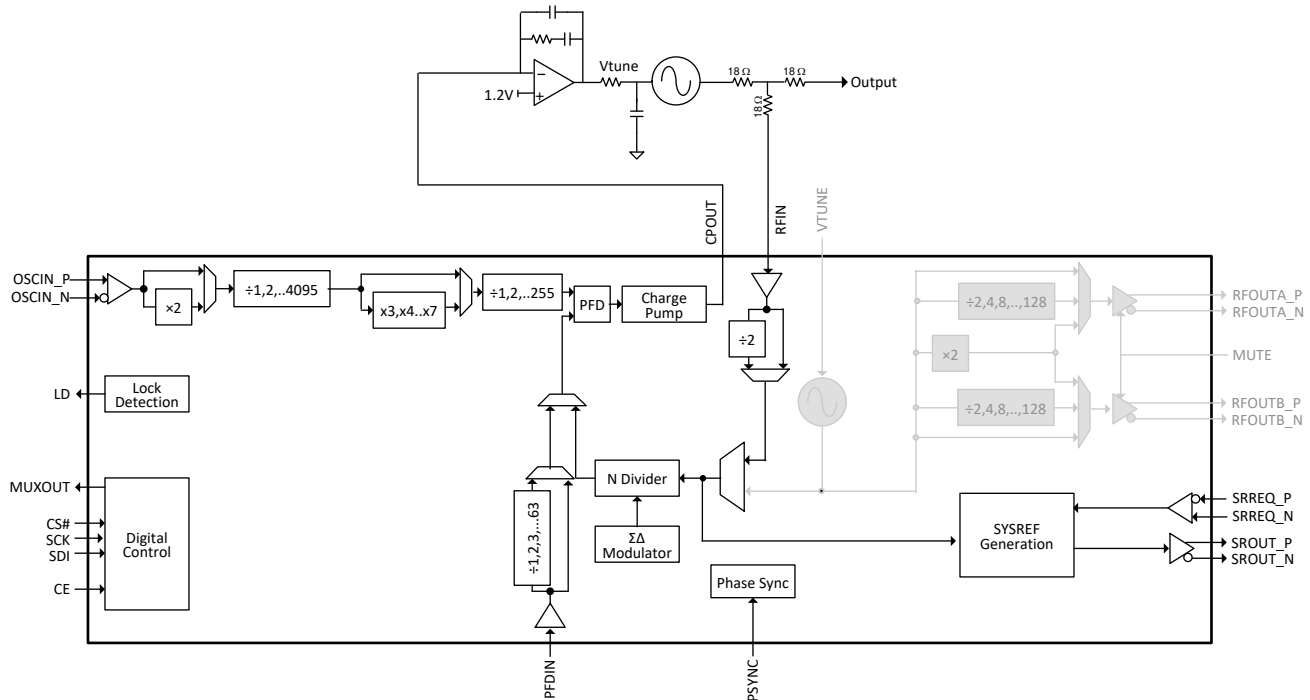 Vtune
1.2V
18 Ω
18 Ω
18 Ω
Output
CPOUT
RFIN
VTUNE
OSCIN_P
OSCIN_N
×2
÷1,2,..4095
x3,x4..x7
÷1,2,..255
PFD
Charge
Pump
÷2
÷2,4,8,..,128
×2
÷2,4,8,..,128
RFOUTA_P
RFOUTA_N
MUTE
RFOUTB_P
RFOUTB_N
LD
Lock
Detection
MUXOUT
CS#
SCK
SDI
CE
Digital
Control
÷1,2,3,...63
N Divider
ΣΔ
Modulator
Phase Sync
SYSREF
Generation
SRREQ_P
SRREQ_N
SROUT_P
SROUT_N
PFDIN
PSYNC